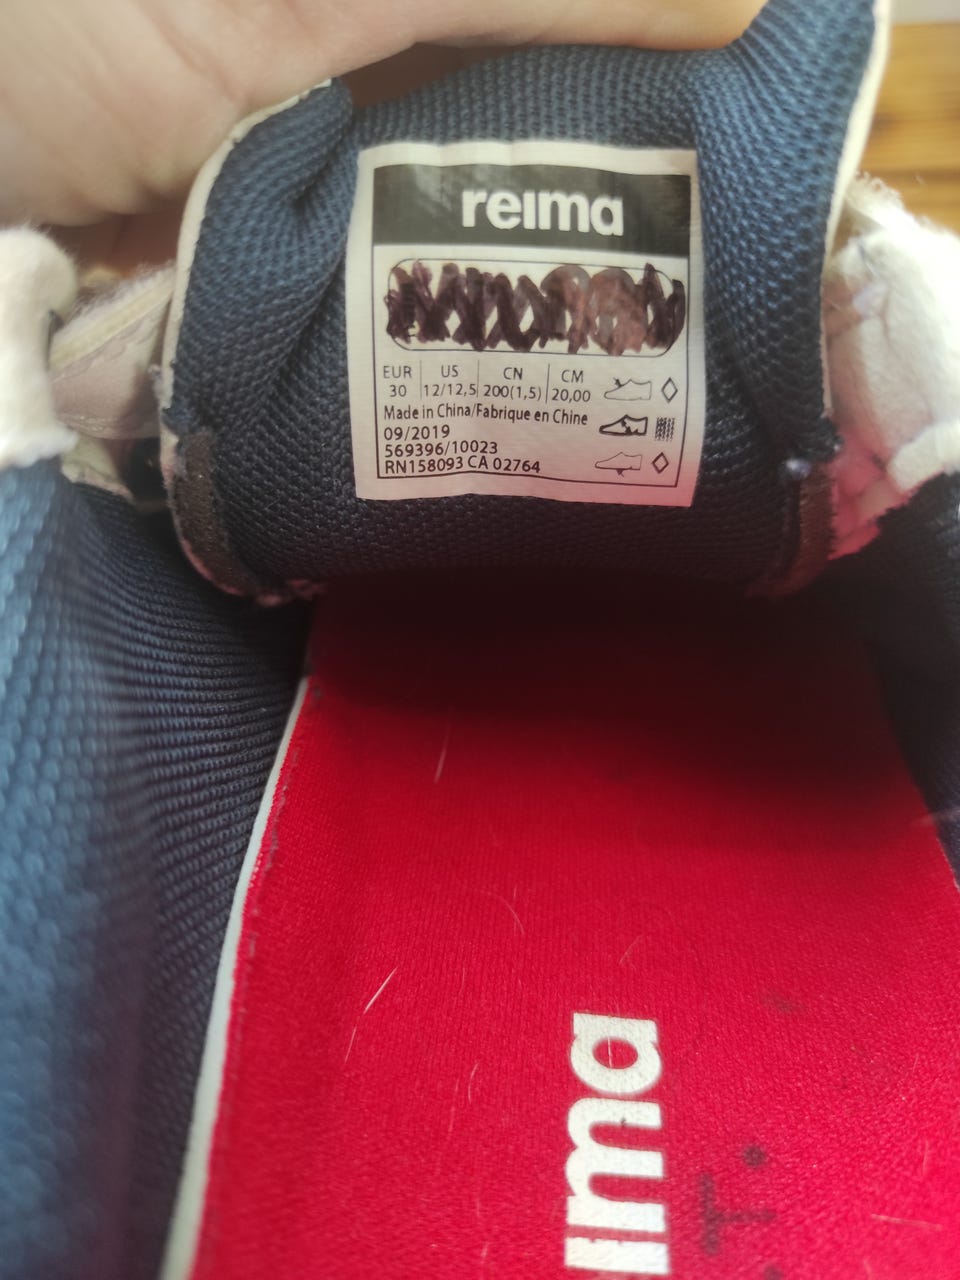 reima
EUR US CN CM
30 12/12,5 200(1,5) 20,00
Made in China/Fabrique en Chine
09/2019
569396/10023
RN158093 CA 02764
ima
T.